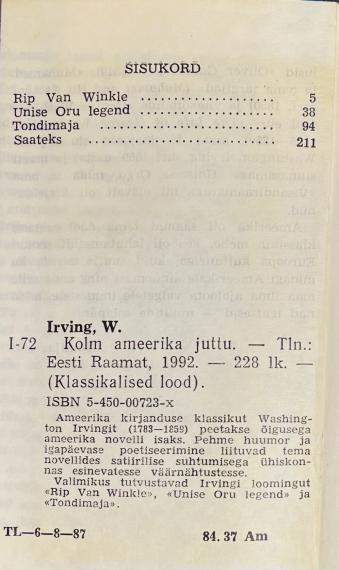 SISUKORD
Rip Van Winkle .................... 5
Unise Oru legend .................. 38
Tondimaja .................... 94
Saateks .................... 211
Irving, W.
I-72 Kolm ameerika juttu. — Tln.:
Eesti Raamat, 1992. — 228 lk. —
(Klassikalised lood).
ISBN 5-450-00723-x
Ameerika kirjanduse klassikut Washing-
ton Irvingit (1783—1859) peetakse õigusega
ameerika novelli isaks. Pehme huumor ja
igapäevase poetiseerimine liituvad tema
novellides satiirilise suhtumisega ühiskon-
nas esinevatesse väärnähtustesse.
Valimikus tutvustavad Irvingi loomingut
«Rip Van Winkle», «Unise Oru legend» ja
«Tondimaja».
TL—6—8—87 84. 37 Am